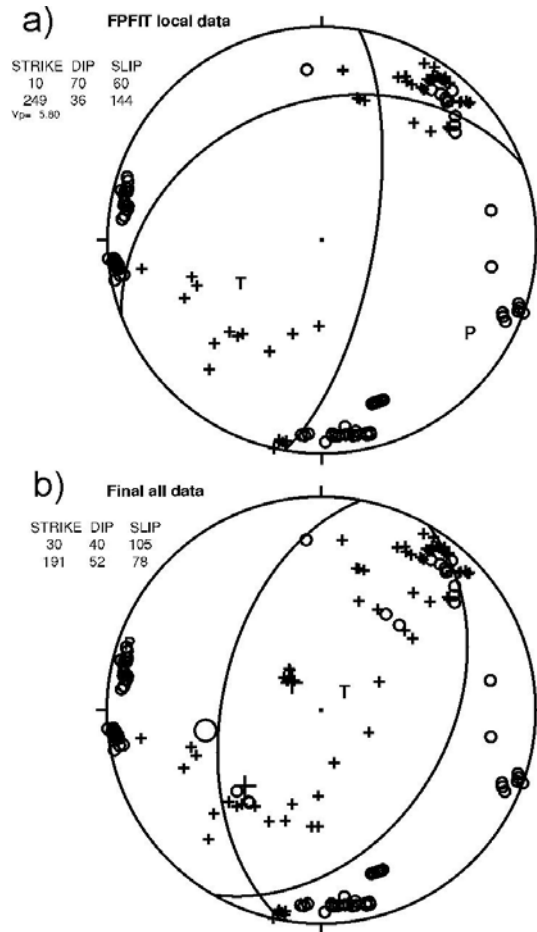 a) FPFIT local data
STRIKE DIP SLIP
10 70 60
249 36 144
Vp= 5.80
T
P
b) Final all data
STRIKE DIP SLIP
30 40 105
191 52 78
T